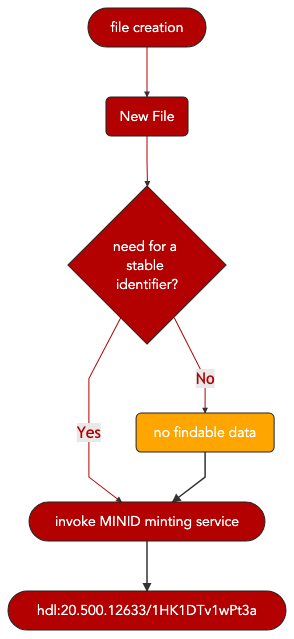 file creation
New File
need for a
stable
identifier?
No
Yes
no findable data
invoke MINID minting service
hdl:20.500.12633/1HK1DTv1wPt3a